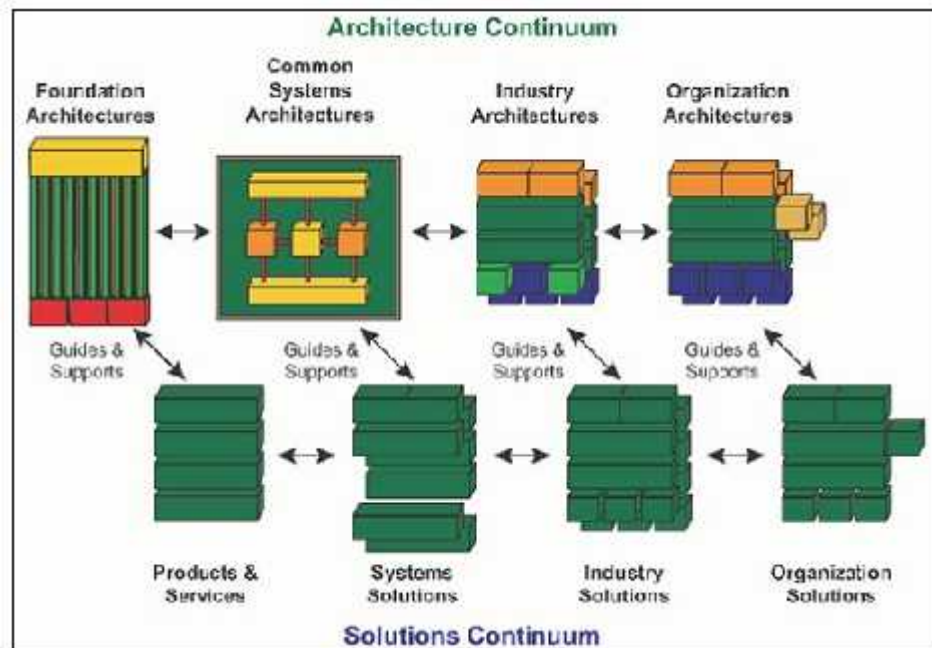 Architecture Continuum
Foundation
Architectures
Common
Systems
Architectures
Industry
Architectures
Organization
Architectures
Guides &
Supports
Guides &
Supports
Guides &
Supports
Guides &
Supports
Products &
Services
Systems
Solutions
Industry
Solutions
Organization
Solutions
Solutions Continuum